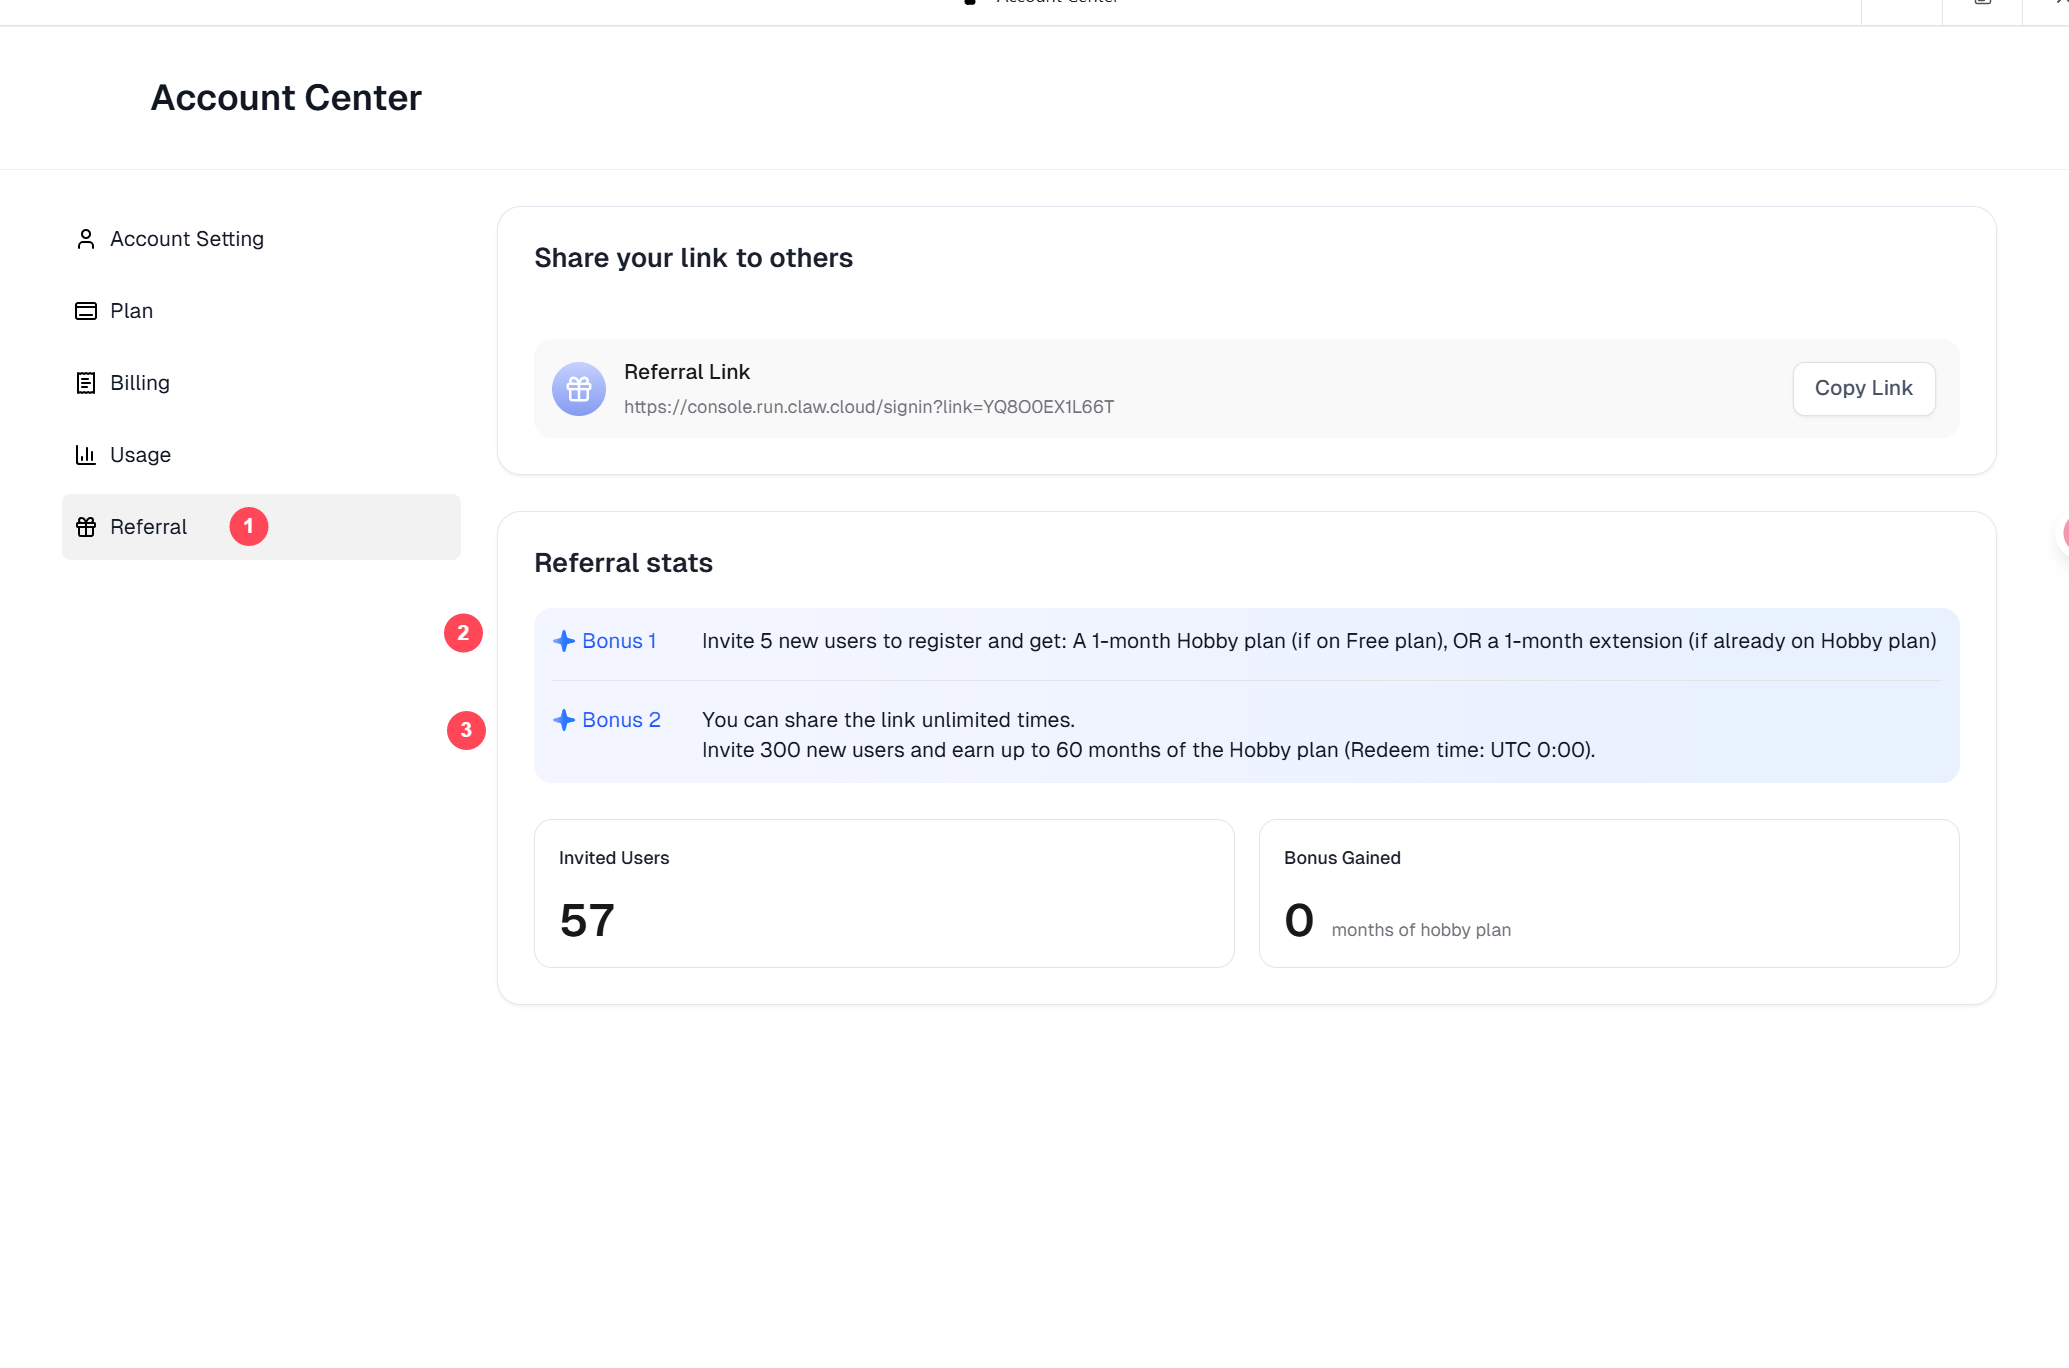 Account Center
Account Center
Account Setting
Plan
Billing
Usage
Referral
1
Share your link to others
Referral Link
https://console.run.claw.cloud/signin?link=YQ8O0EX1L66T
Copy Link
Referral stats
2
Bonus 1
Invite 5 new users to register and get: A 1-month Hobby plan (if on Free plan), OR a 1-month extension (if already on Hobby plan)
3
Bonus 2
You can share the link unlimited times.
Invite 300 new users and earn up to 60 months of the Hobby plan (Redeem time: UTC 0:00).
Invited Users
57
Bonus Gained
0 months of hobby plan